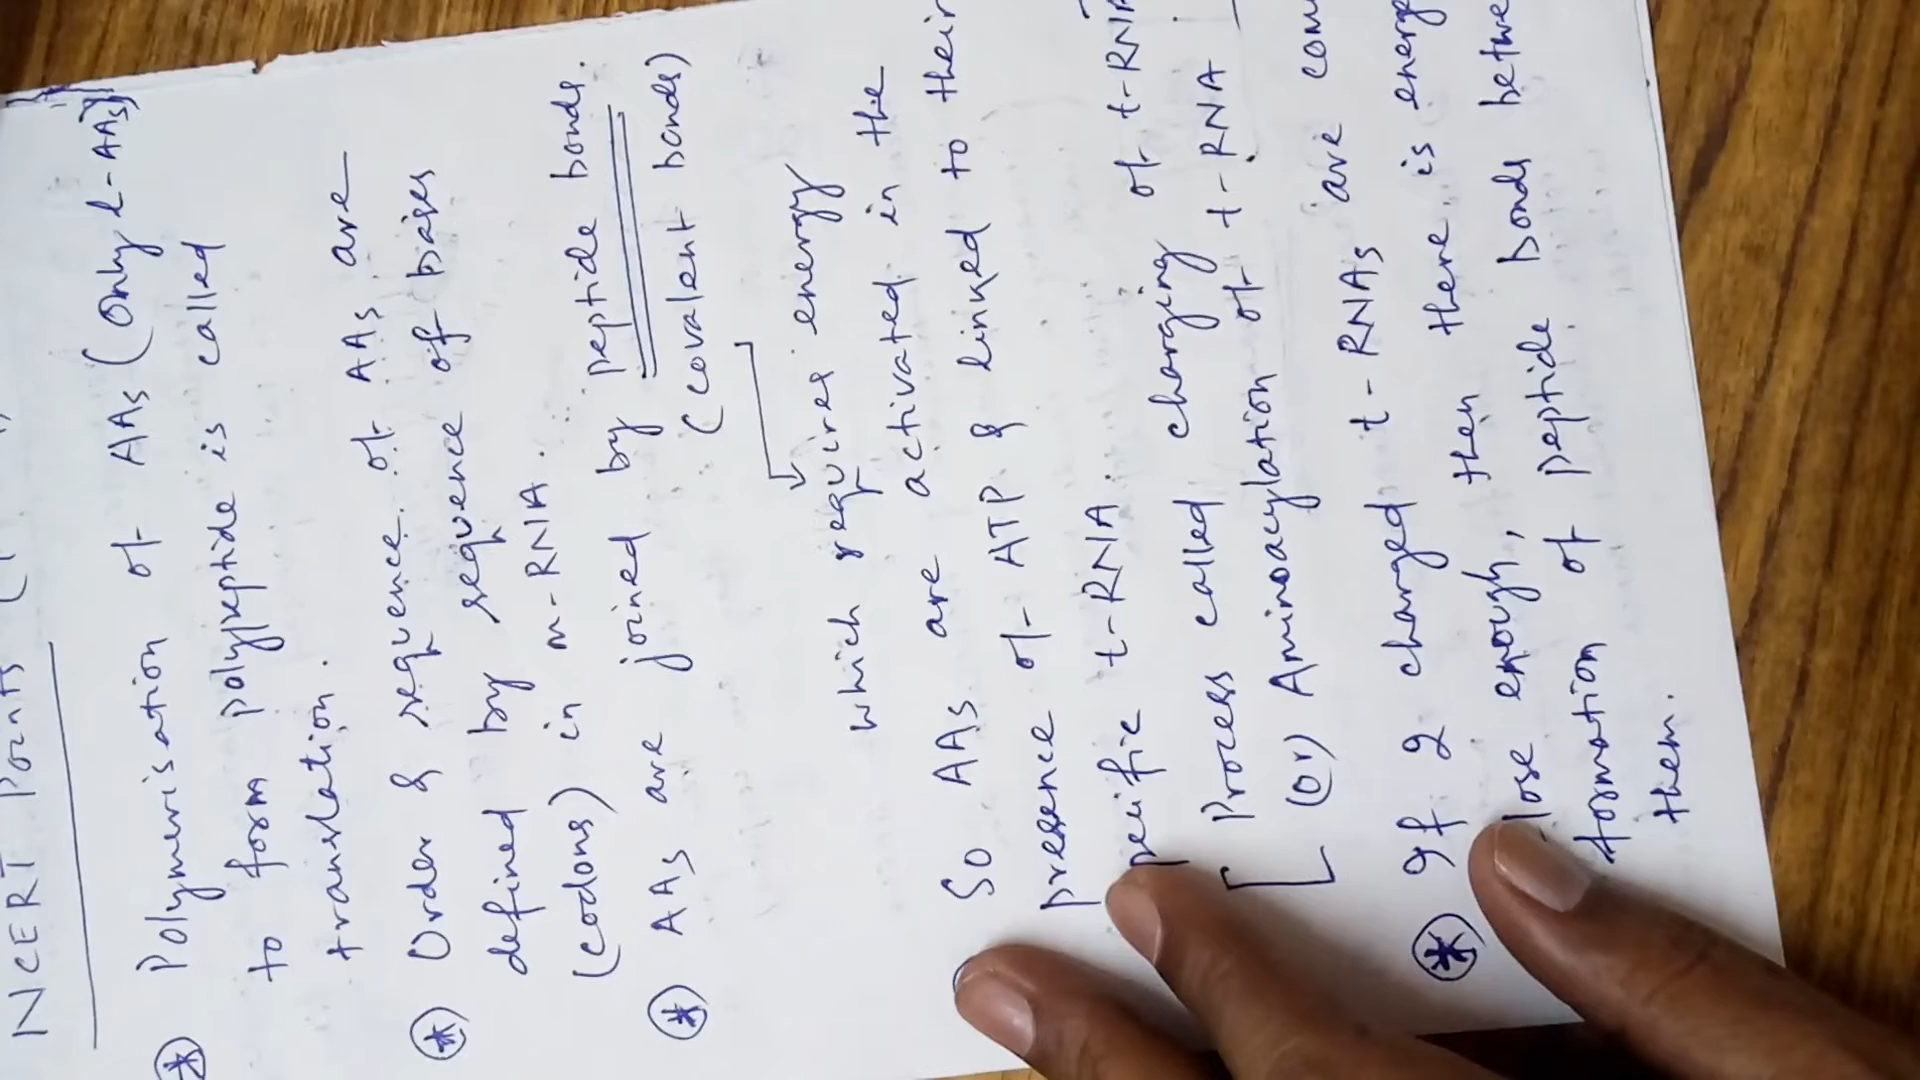 NCERT Points
Polymerisation of AAs (Only L-AAs)
to form polypeptide is called
translation.
Order & sequence of AAs are
defined by sequence of bases
(codons) in m-RNA.
AAs are joined by peptide bonds.
(covalent bonds)
which requires energy
So AAs are activated in the
presence of ATP & linked to their
specific t-RNA.
Process called charging of t-RNA
(or) Aminoacylation of t-RNA
If 2 charged t-RNAs are
enough, then there is
formation of peptide bonds
them.